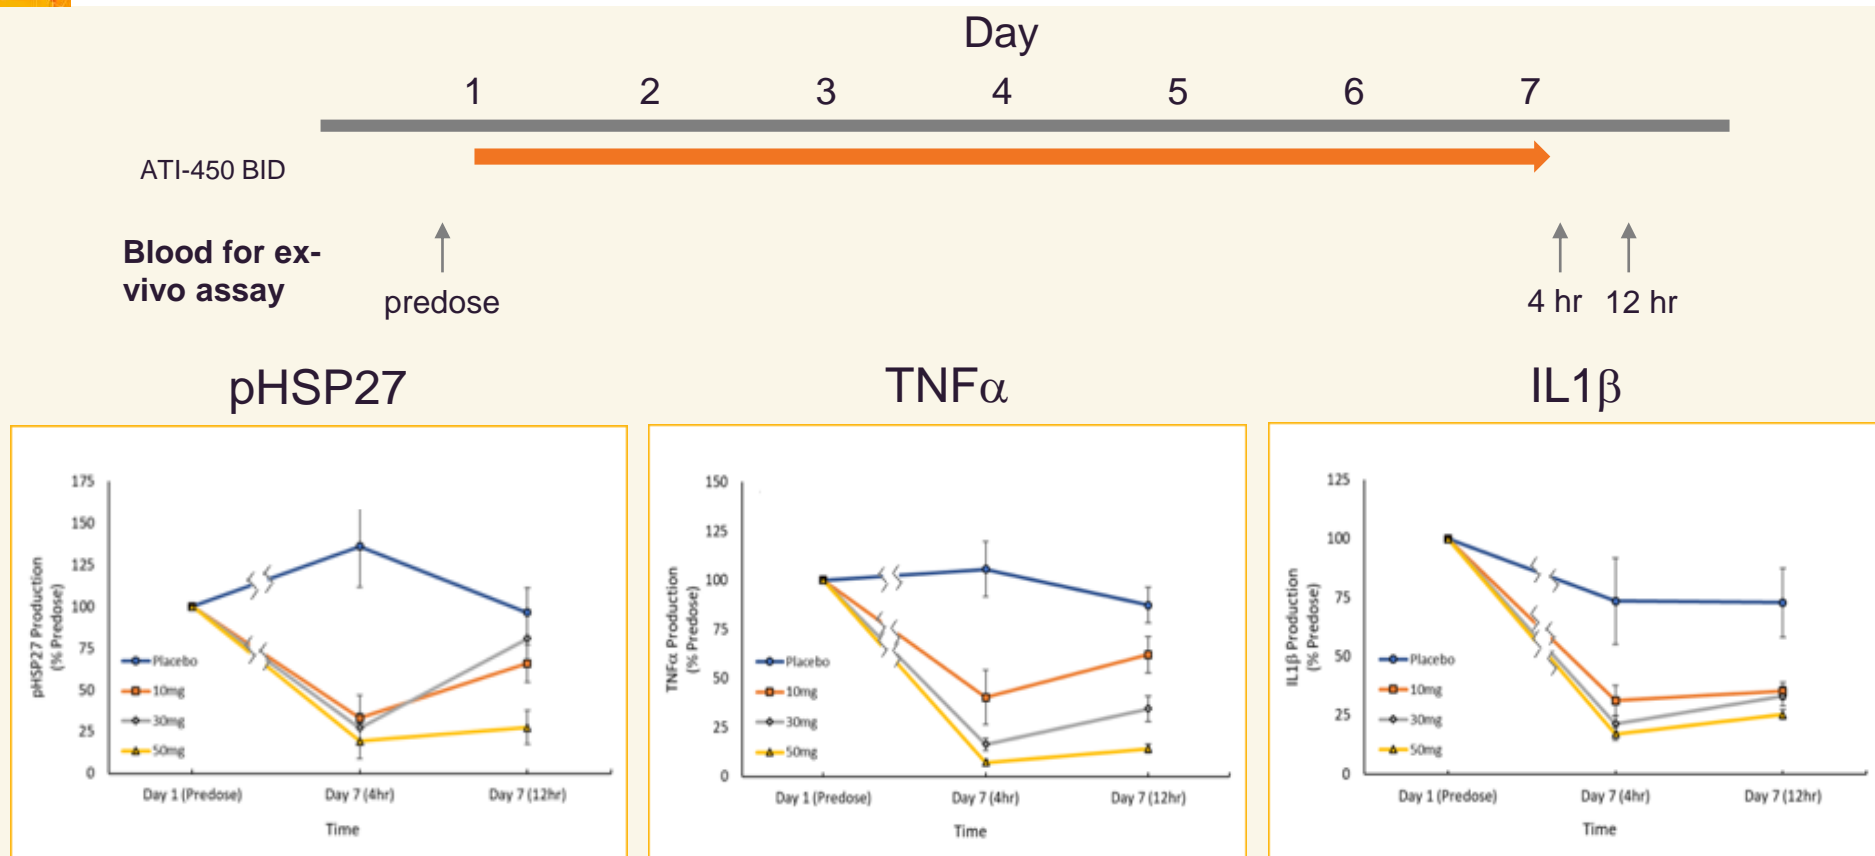 Day
1 2 3 4 5 6 7
ATI-450 BID
Blood for ex-
vivo assay
predose
4 hr 12 hr
pHSP27
TNFα
IL1β
pHSP27 Production
(% Predose)
175
150
125
100
75
50
25
0
Placebo
10mg
30mg
50mg
Day 1 (Predose) Day 7 (4hr) Day 7 (12hr)
Time
TNFα Production
(% Predose)
150
125
100
75
50
25
0
Placebo
10mg
30mg
50mg
Day 1 (Predose) Day 7 (4hr) Day 7 (12hr)
Time
IL1β Production
(% Predose)
125
100
75
50
25
0
Placebo
10mg
30mg
50mg
Day 1 (Predose) Day 7 (4hr) Day 7 (12hr)
Time